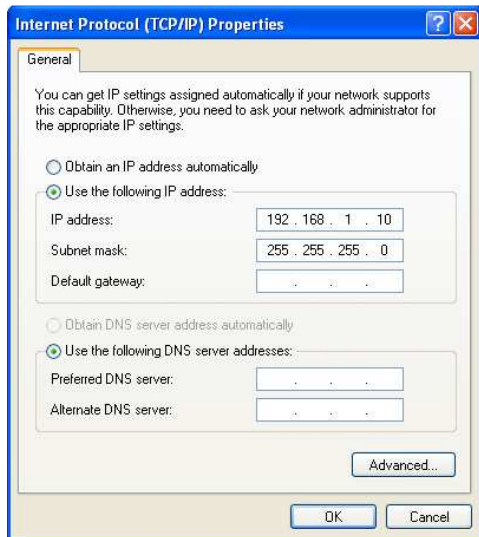 Internet Protocol (TCP/IP) Properties
General
You can get IP settings assigned automatically if your network supports
this capability. Otherwise, you need to ask your network administrator for
the appropriate IP settings.
Obtain an IP address automatically
Use the following IP address:
IP address: 192 . 168 . 1 . 10
Subnet mask: 255 . 255 . 255 . 0
Default gateway: . . .
Obtain DNS server address automatically
Use the following DNS server addresses:
Preferred DNS server: . . .
Alternate DNS server: . . .
Advanced...
OK Cancel